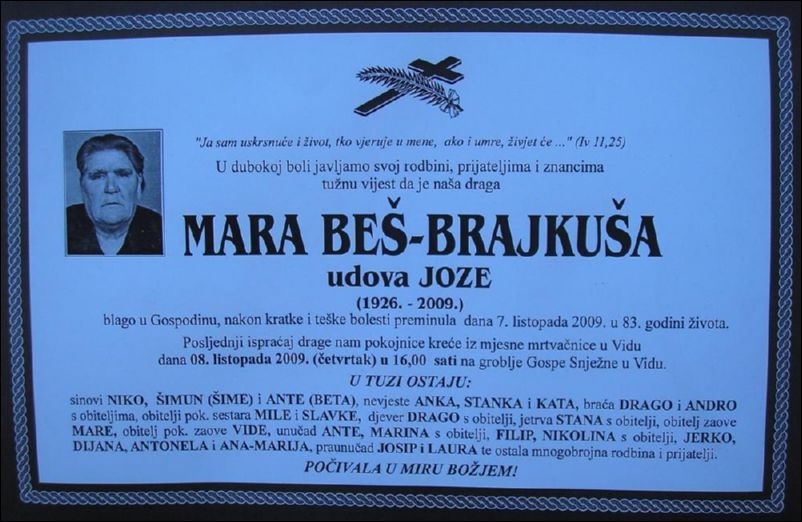 "Ja sam uskrsnuće i život, tko vjeruje u mene, ako i umre, živjet će ..." (Iv 11,25)
U dubokoj boli javljamo svoj rodbini, prijateljima i znancima
tužnu vijest da je naša draga
MARA BEŠ-BRAJKUŠA
udova JOZE
(1926. - 2009.)
blago u Gospodinu, nakon kratke i teške bolesti preminula dana 7. listopada 2009. u 83. godini života.
Posljednji ispraćaj drage nam pokojnice kreće iz mjesne mrtvačnice u Vidu
dana 08. listopada 2009. (četvrtak) u 16,00 sati na groblje Gospe Snježne u Vidu.
U TUZI OSTAJU:
sinovi NIKO, ŠIMUN (ŠIME) i ANTE (BETA), nevjeste ANKA, STANKA i KATA, braća DRAGO i ANDRO
s obiteljima, obitelji pok. sestara MILE i SLAVKE, djever DRAGO s obitelji, jetrva STANA s obitelji, obitelj zaove
MARE, obitelj pok. zaove VIDE, unučad ANTE, MARINA s obitelji, FILIP, NIKOLINA s obitelji, JERKO,
DIJANA, ANTONELA i ANA-MARIJA, praunučad JOSIP i LAURA te ostala mnogobrojna rodbina i prijatelji.
POČIVALA U MIRU BOŽJEM!